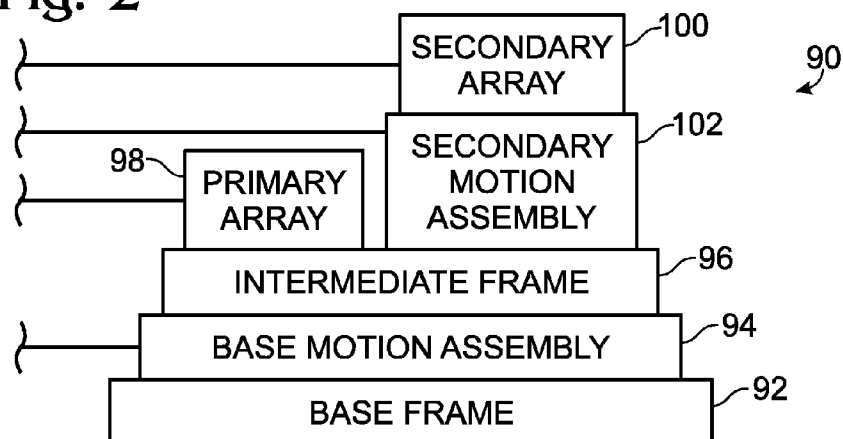 Fig. 2
SECONDARY
ARRAY
100
90
SECONDARY
MOTION
ASSEMBLY
102
98
PRIMARY
ARRAY
INTERMEDIATE FRAME
96
BASE MOTION ASSEMBLY
94
BASE FRAME
92